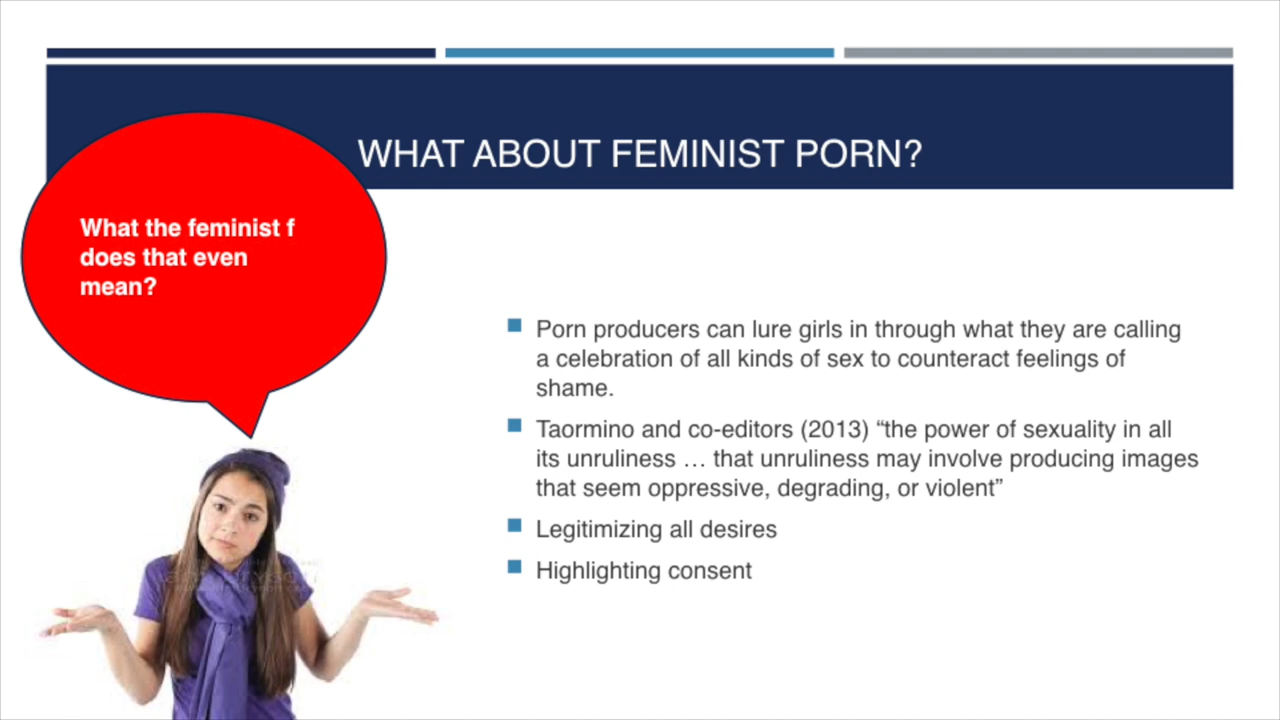 WHAT ABOUT FEMINIST PORN?
What the feminist f
does that even
mean?
Porn producers can lure girls in through what they are calling
a celebration of all kinds of sex to counteract feelings of
shame.
Taormino and co-editors (2013) “the power of sexuality in all
its unruliness … that unruliness may involve producing images
that seem oppressive, degrading, or violent”
Legitimizing all desires
Highlighting consent